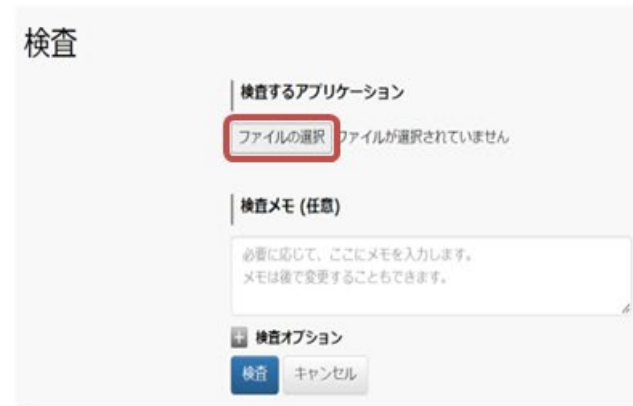 検査
検査するアプリケーション
ファイルの選択 ファイルが選択されていません
検査メモ (任意)
必要に応じて、ここにメモを入力します。
メモは後で変更することもできます。
検査オプション
検査 キャンセル